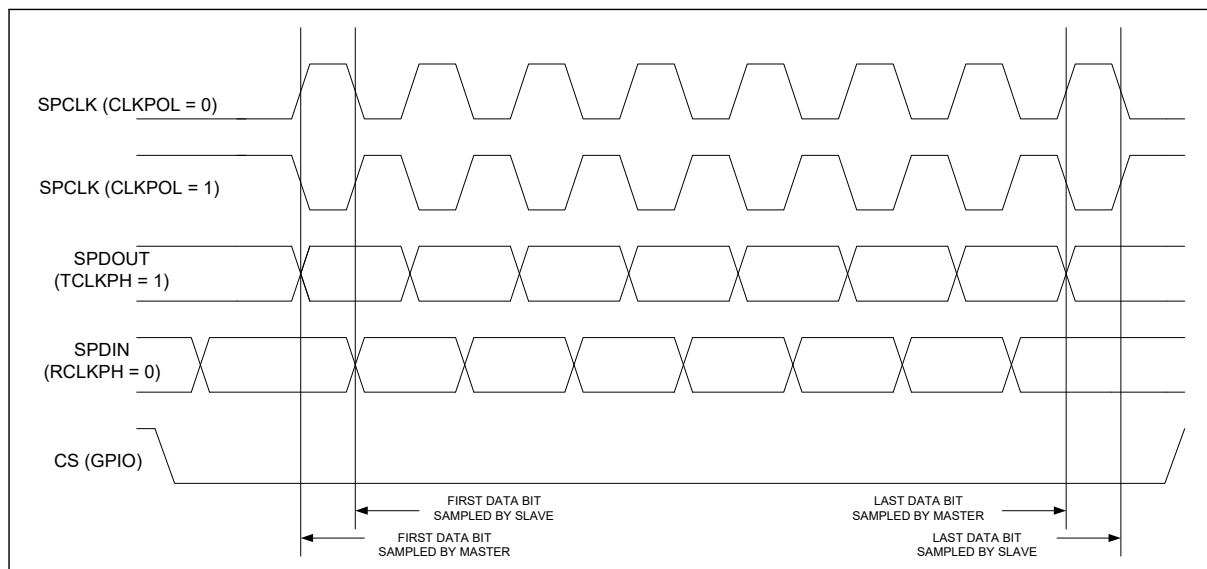 SPCLK (CLKPOL = 0)
SPCLK (CLKPOL = 1)
SPDOUT
(TCLKPH = 1)
SPDIN
(RCLKPH = 0)
CS (GPIO)
FIRST DATA BIT
SAMPLED BY SLAVE
LAST DATA BIT
SAMPLED BY MASTER
FIRST DATA BIT
SAMPLED BY MASTER
LAST DATA BIT
SAMPLED BY SLAVE